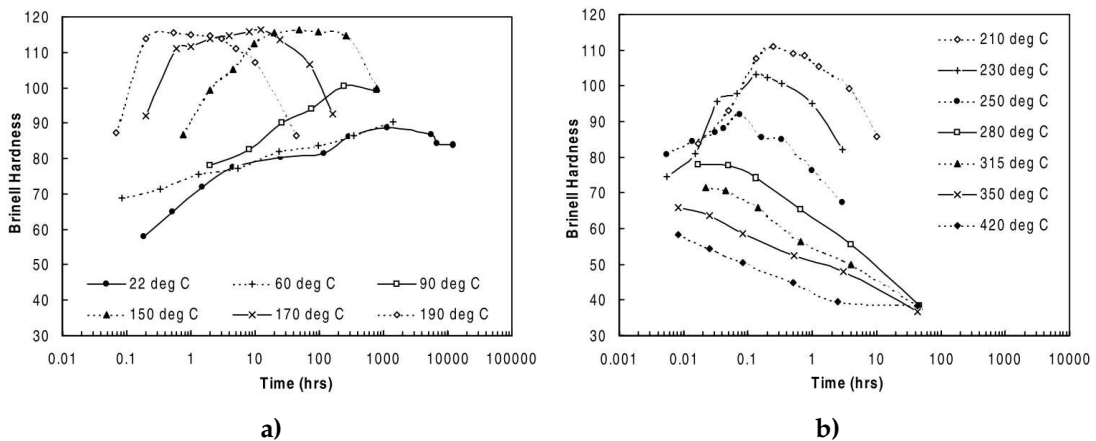 120
110
100
90
80
70
60
50
40
30
Brinell Hardness
22 deg C 60 deg C 90 deg C
150 deg C 170 deg C 190 deg C
0.01 0.1 1 10 100 1000 10000 100000
Time (hrs)
a)
120
110
100
90
80
70
60
50
40
30
Brinell Hardness
210 deg C
230 deg C
250 deg C
280 deg C
315 deg C
350 deg C
420 deg C
0.001 0.01 0.1 1 10 100 1000 10000
Time (hrs)
b)